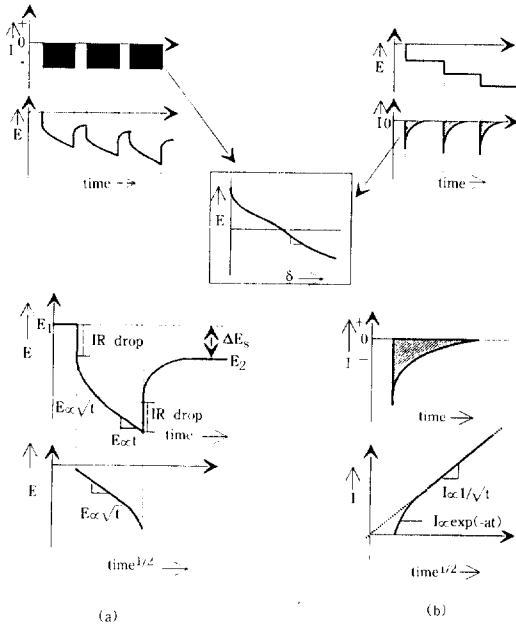 +
I 0
-
E
E
I 0
E
time
time
E
δ
E1
IR drop
ΔEs
E
E2
E∝√t
IR drop
E∝t
time
+
0
I -
time
E
E∝√t
I
I∝1/√t
I∝exp(-at)
time1/2
time1/2
(a)
(b)